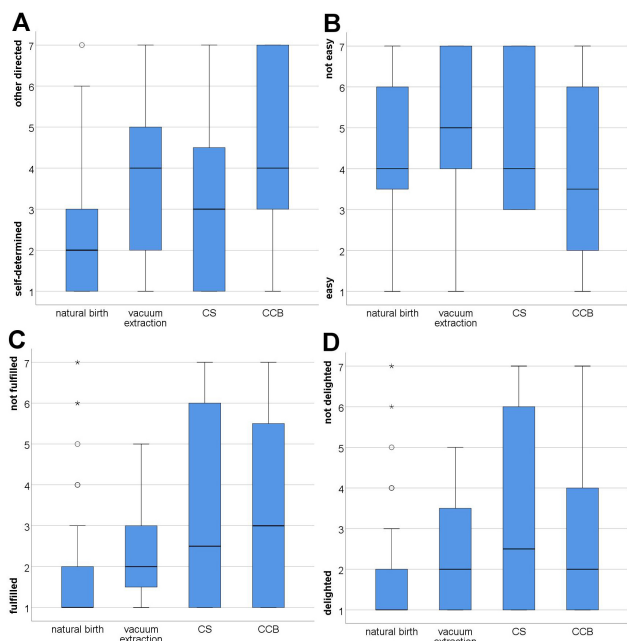 A
other directed
self-determined
7
6
5
4
3
2
1
natural birth
vacuum
extraction
CS
CCB
B
not easy
easy
7
6
5
4
3
2
1
natural birth
vacuum
extraction
CS
CCB
C
not fulfilled
fulfilled
7
6
5
4
3
2
1
natural birth
vacuum
extraction
CS
CCB
D
not delighted
delighted
7
6
5
4
3
2
1
natural birth
vacuum
extraction
CS
CCB